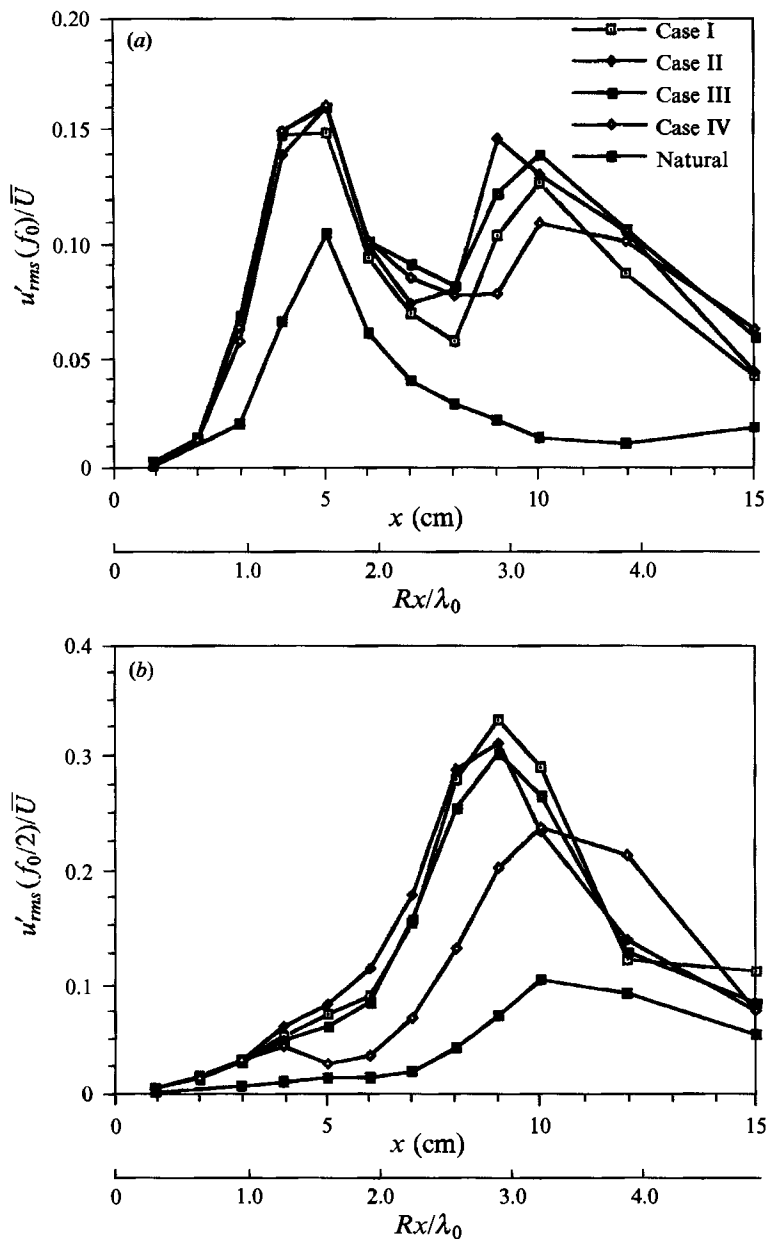 (a)
0.20
0.15
0.10
0.05
0
u'rms(f0)/U̅
Case I
Case II
Case III
Case IV
Natural
0 5 10 15
x (cm)
0 1.0 2.0 3.0 4.0
Rx/λ0
(b)
0.4
0.3
0.2
0.1
0
u'rms(f0/2)/U̅
0 5 10 15
x (cm)
0 1.0 2.0 3.0 4.0
Rx/λ0